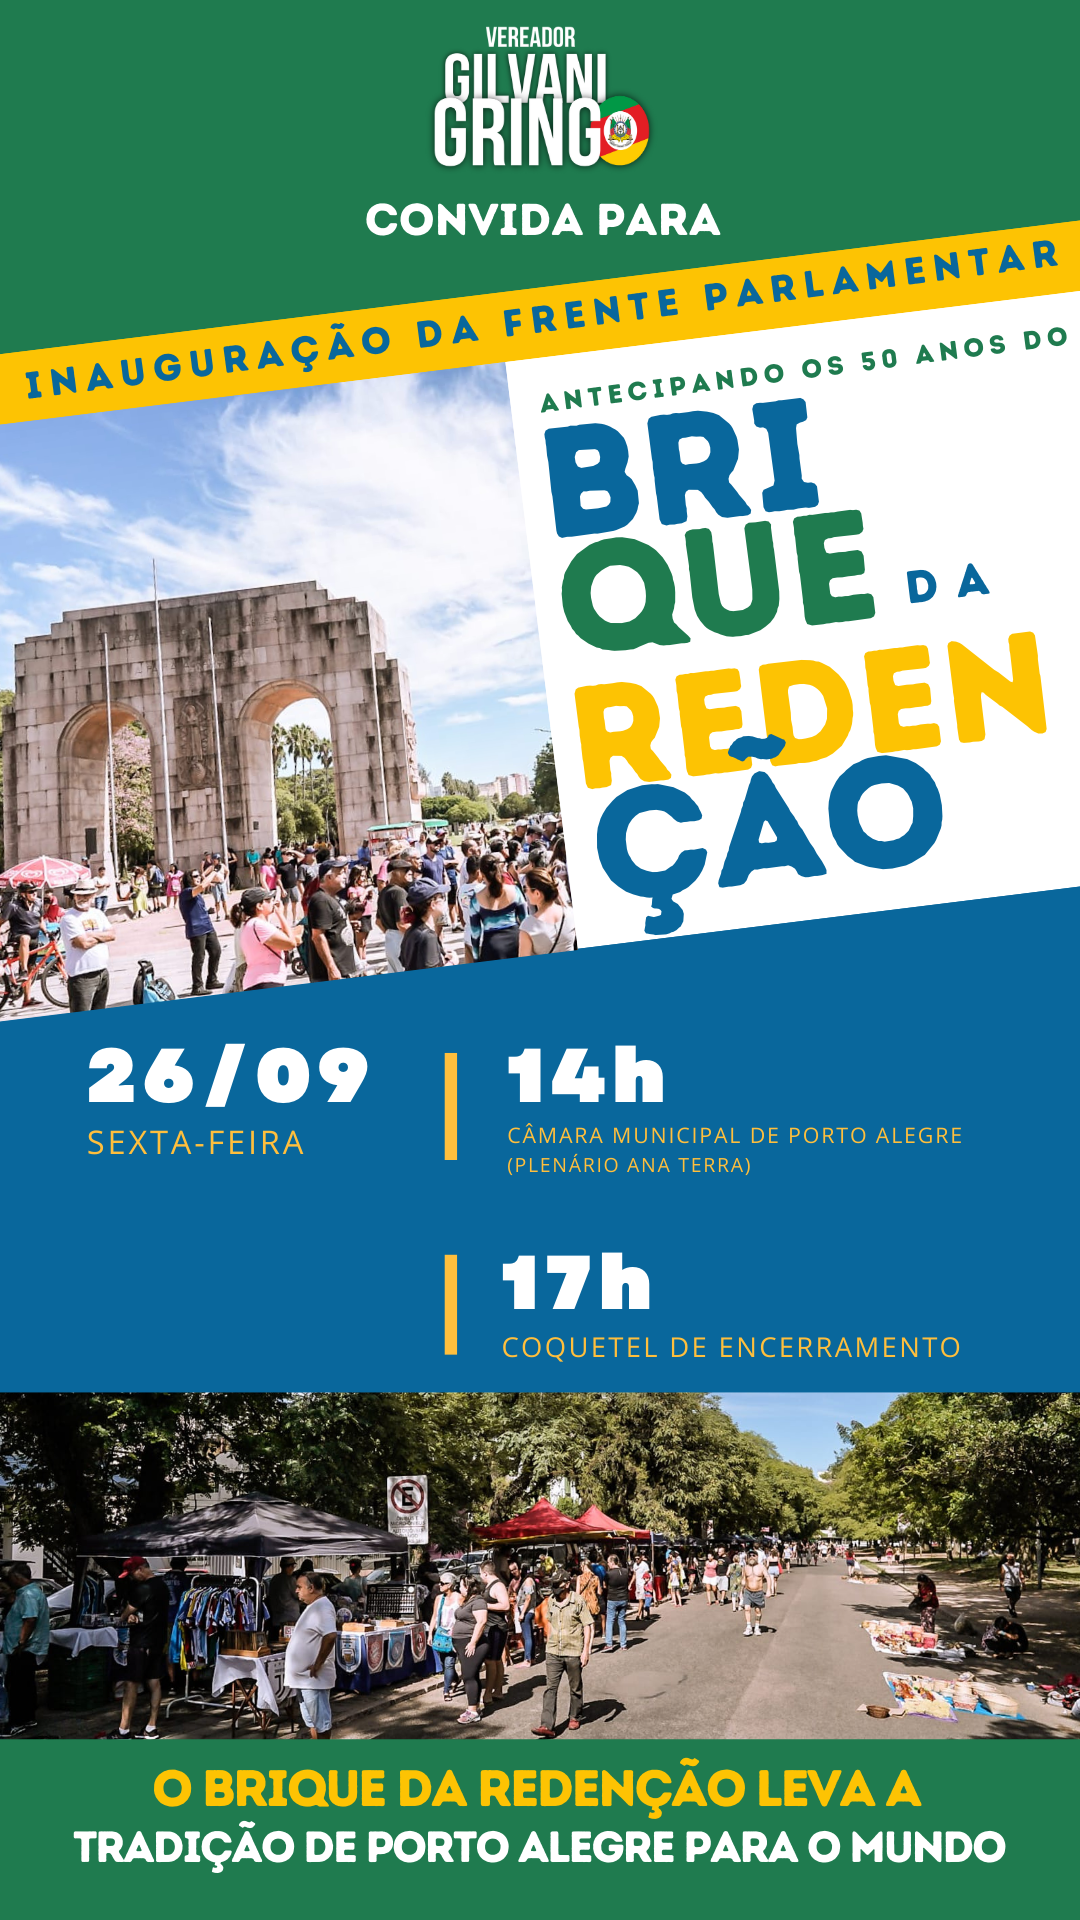 VEREADOR
GILVANI
GRINGO
CONVIDA PARA
INAUGURAÇÃO DA FRENTE PARLAMENTAR
ANTECIPANDO OS 50 ANOS DO
BRI
QUE DA
REDEN
ÇÃO
26/09
SEXTA-FEIRA
14h
CÂMARA MUNICIPAL DE PORTO ALEGRE
(PLENÁRIO ANA TERRA)
17h
COQUETEL DE ENCERRAMENTO
E
O BRIQUE DA REDENÇÃO LEVA A
TRADIÇÃO DE PORTO ALEGRE PARA O MUNDO